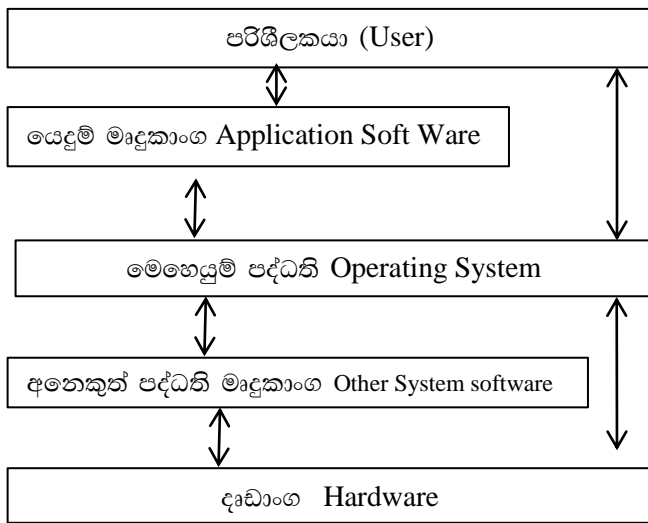 පරිශීලකයා (User)
යෙදුම් මෘදුකාංග Application Soft Ware
මෙහෙයුම් පද්ධති Operating System
අනෙකුත් පද්ධති මෘදුකාංග Other System software
දෘඩාංග Hardware